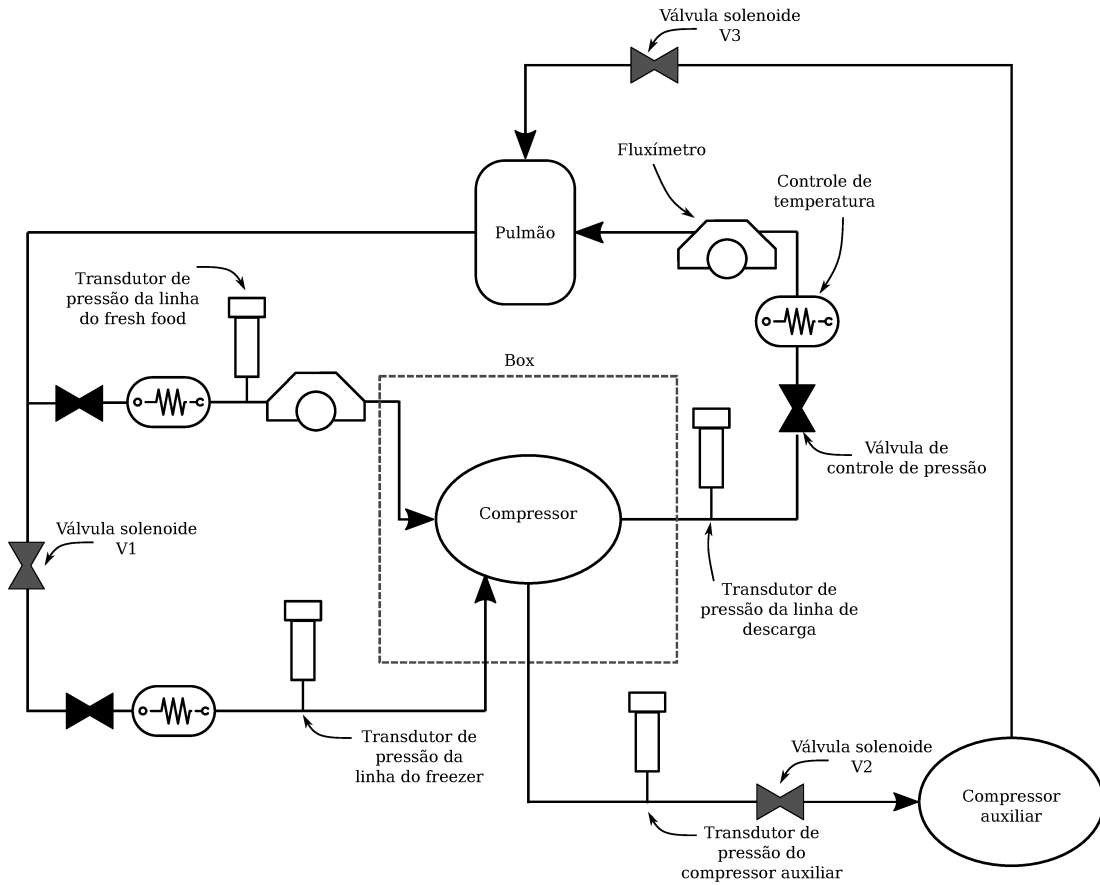 Válvula solenoide
V3
Fluxímetro
Controle de
temperatura
Pulmão
Transdutor de
pressão da linha
do fresh food
Box
Compressor
Válvula de
controle de pressão
Válvula solenoide
V1
Transdutor de
pressão da linha de
descarga
Transdutor de
pressão da
linha do freezer
Válvula solenoide
V2
Compressor
auxiliar
Transdutor de
pressão do
compressor auxiliar